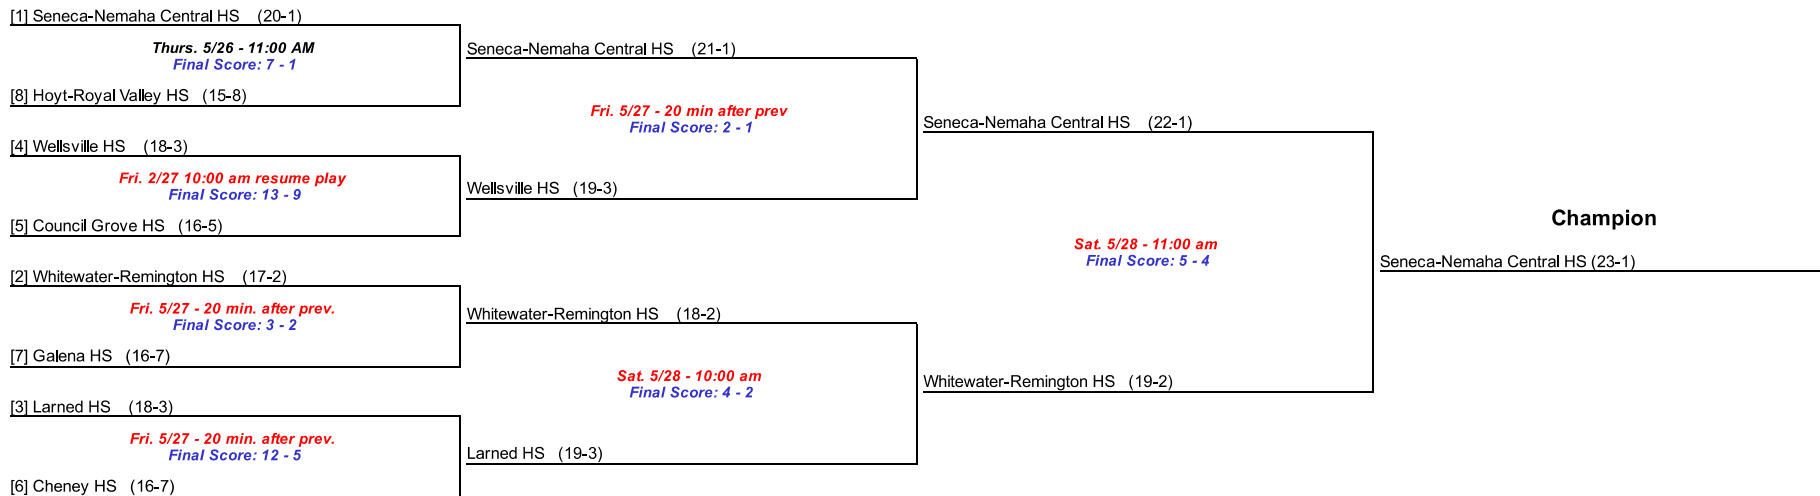 [1] Seneca-Nemaha Central HS (20-1)
Thurs. 5/26 - 11:00 AM
Final Score: 7 - 1
[8] Hoyt-Royal Valley HS (15-8)
[4] Wellsville HS (18-3)
Fri. 2/27 10:00 am resume play
Final Score: 13 - 9
[5] Council Grove HS (16-5)
[2] Whitewater-Remington HS (17-2)
Fri. 5/27 - 20 min. after prev.
Final Score: 3 - 2
[7] Galena HS (16-7)
[3] Larned HS (18-3)
Fri. 5/27 - 20 min. after prev.
Final Score: 12 - 5
[6] Cheney HS (16-7)
Seneca-Nemaha Central HS (21-1)
Fri. 5/27 - 20 min after prev
Final Score: 2 - 1
Wellsville HS (19-3)
Whitewater-Remington HS (18-2)
Sat. 5/28 - 10:00 am
Final Score: 4 - 2
Larned HS (19-3)
Seneca-Nemaha Central HS (22-1)
Sat. 5/28 - 11:00 am
Final Score: 5 - 4
Whitewater-Remington HS (19-2)
Champion
Seneca-Nemaha Central HS (23-1)